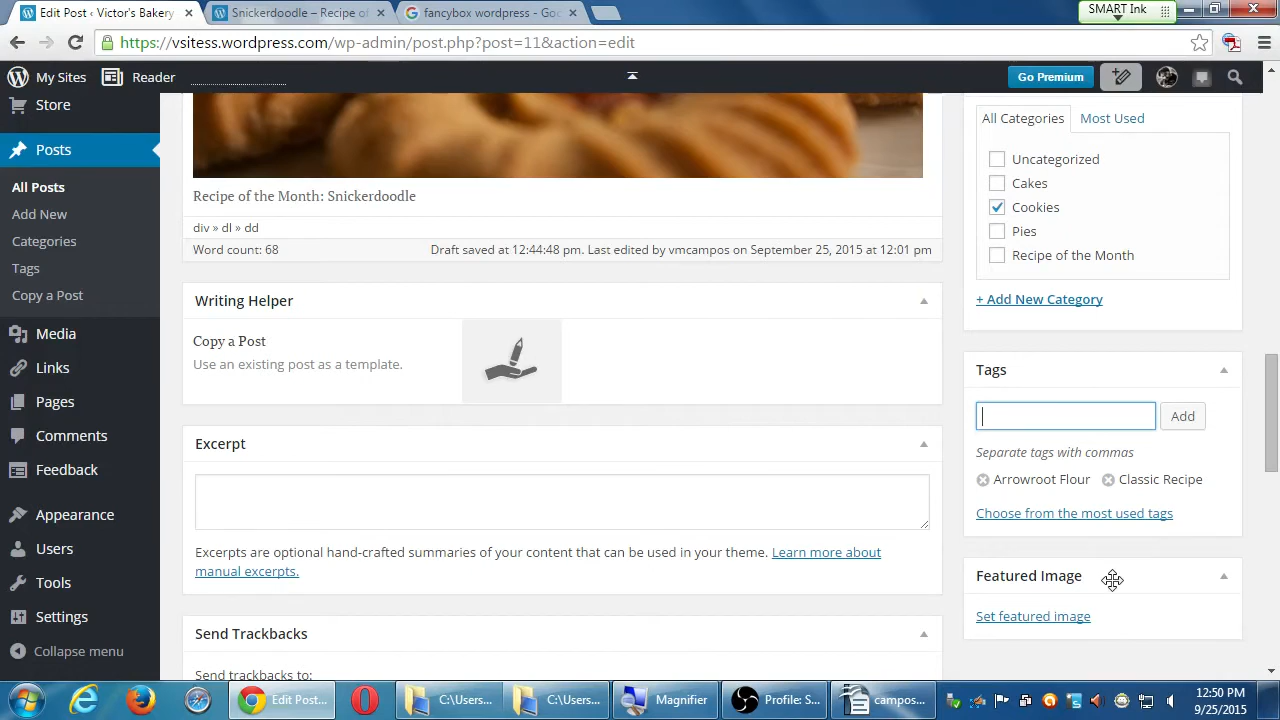 Edit Post ‹ Victor's Bakery
Snickerdoodle – Recipe of
fancybox wordpress - Goo
SMART Ink
https://vsitess.wordpress.com/wp-admin/post.php?post=11&action=edit
My Sites
Reader
Go Premium
Store
Posts
All Posts
Add New
Categories
Tags
Copy a Post
Media
Links
Pages
Comments
Feedback
Appearance
Users
Tools
Settings
Collapse menu
Recipe of the Month: Snickerdoodle
div » dl » dd
Word count: 68
Draft saved at 12:44:48 pm. Last edited by vmcampos on September 25, 2015 at 12:01 pm
Writing Helper
Copy a Post
Use an existing post as a template.
Excerpt
Excerpts are optional hand-crafted summaries of your content that can be used in your theme. Learn more about
manual excerpts.
Send Trackbacks
Send trackbacks to:
All Categories
Most Used
Uncategorized
Cakes
Cookies
Pies
Recipe of the Month
+ Add New Category
Tags
Add
Separate tags with commas
Arrowroot Flour
Classic Recipe
Choose from the most used tags
Featured Image
Set featured image
Edit Post...
C:\Users...
C:\Users...
Magnifier
Profile: S...
campos...
12:50 PM
9/25/2015